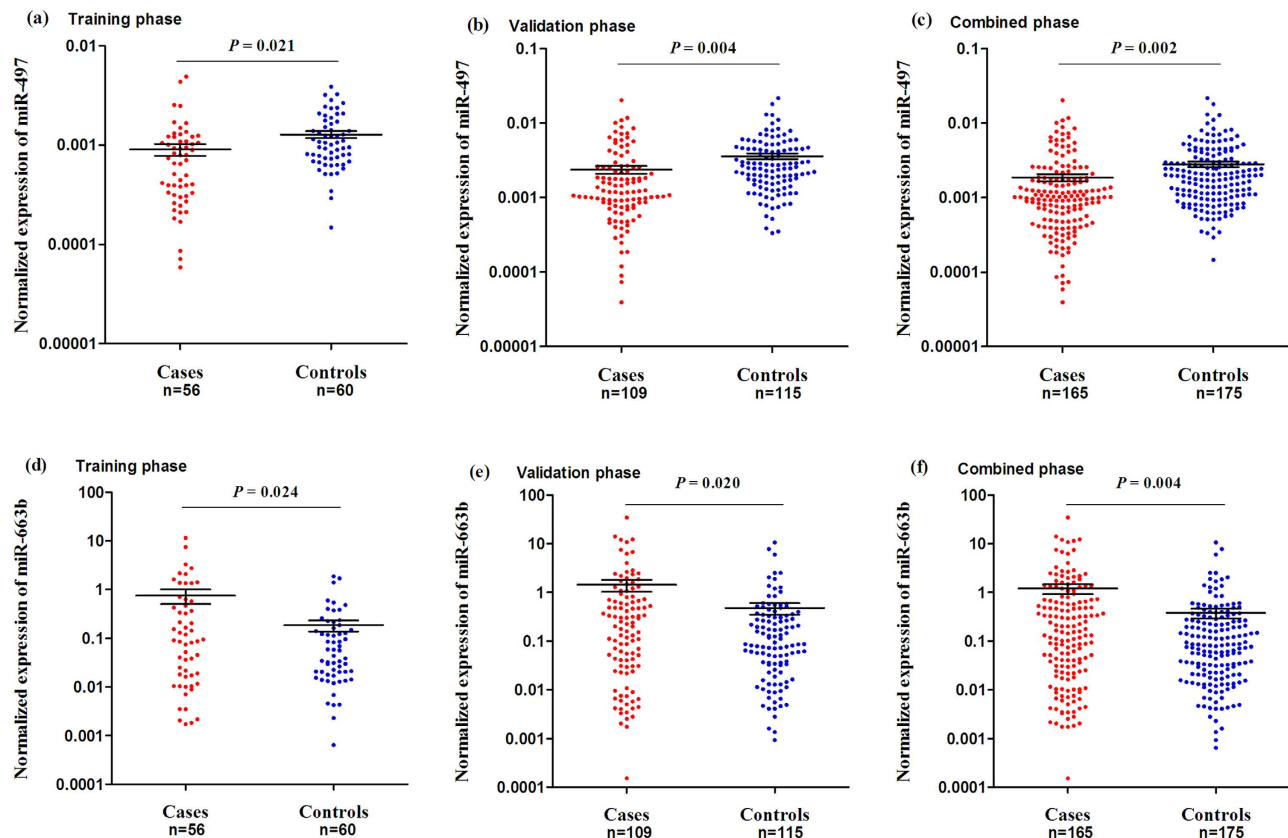 (a) Training phase
P = 0.021
Normalized expression of miR-497
0.001
0.001
0.0001
0.00001
Cases
n=56
Controls
n=60
(b) Validation phase
P = 0.004
Normalized expression of miR-497
0.1
0.01
0.001
0.0001
0.00001
Cases
n=109
Controls
n=115
(c) Combined phase
P = 0.002
Normalized expression of miR-497
0.1
0.01
0.001
0.0001
0.00001
Cases
n=165
Controls
n=175
(d) Training phase
P = 0.024
Normalized expression of miR-663b
100
10
1
0.1
0.01
0.001
0.0001
Cases
n=56
Controls
n=60
(e) Validation phase
P = 0.020
Normalized expression of miR-663b
100
10
1
0.1
0.01
0.001
0.0001
Cases
n=109
Controls
n=115
(f) Combined phase
P = 0.004
Normalized expression of miR-663b
100
10
1
0.1
0.01
0.001
0.0001
Cases
n=165
Controls
n=175